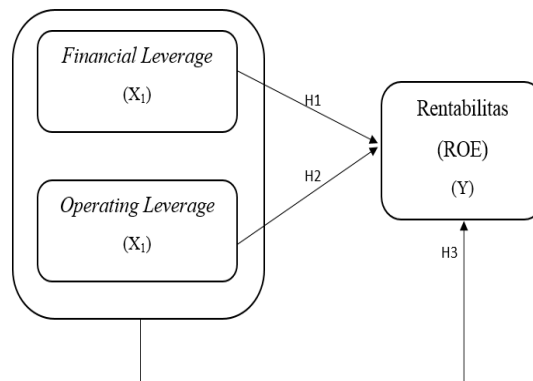 Financial Leverage
(X₁)
H1
Rentabilitas
(ROE)
(Y)
H2
Operating Leverage
(X₁)
H3